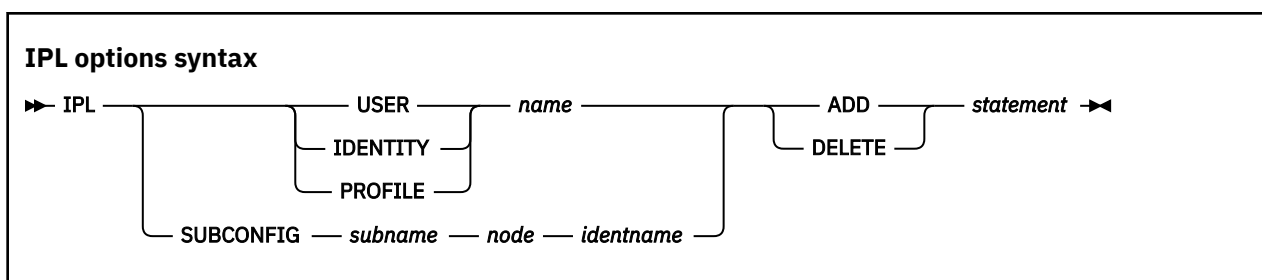 IPL options syntax
IPL USER name ADD statement
IDENTITY DELETE
PROFILE
SUBCONFIG subname node identname